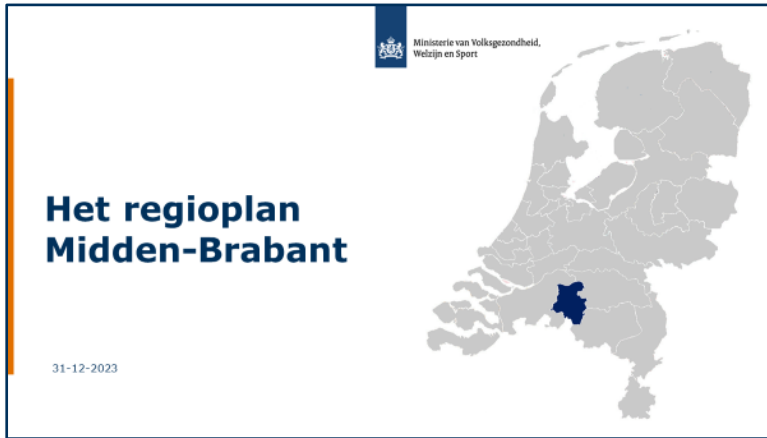 Ministerie van Volksgezondheid,
Welzijn en Sport
Het regioplan
Midden-Brabant
31-12-2023